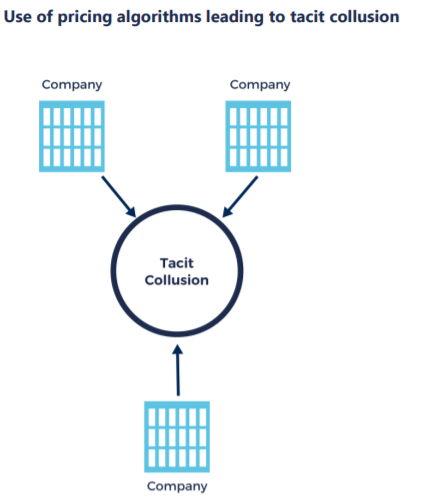 Use of pricing algorithms leading to tacit collusion
Company
Company
Tacit
Collusion
Company